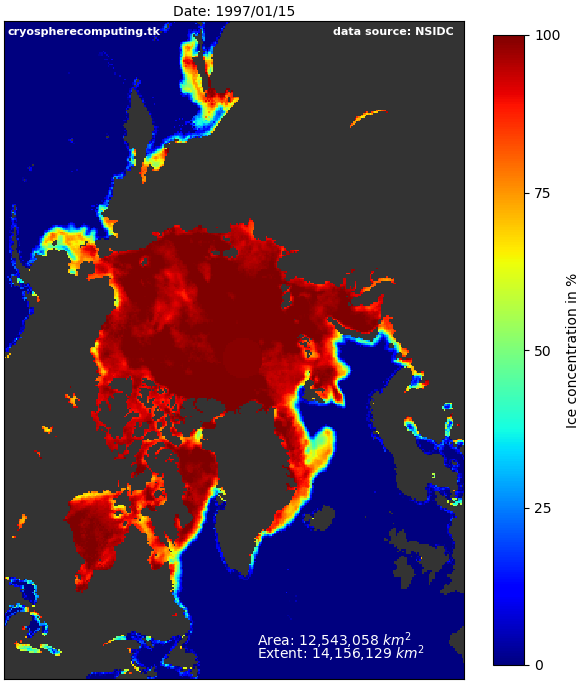 Date: 1997/01/15
cryospherecomputing.tk
data source: NSIDC
100
75
50
25
0
Ice concentration in %
Area: 12,543,058 km²
Extent: 14,156,129 km²